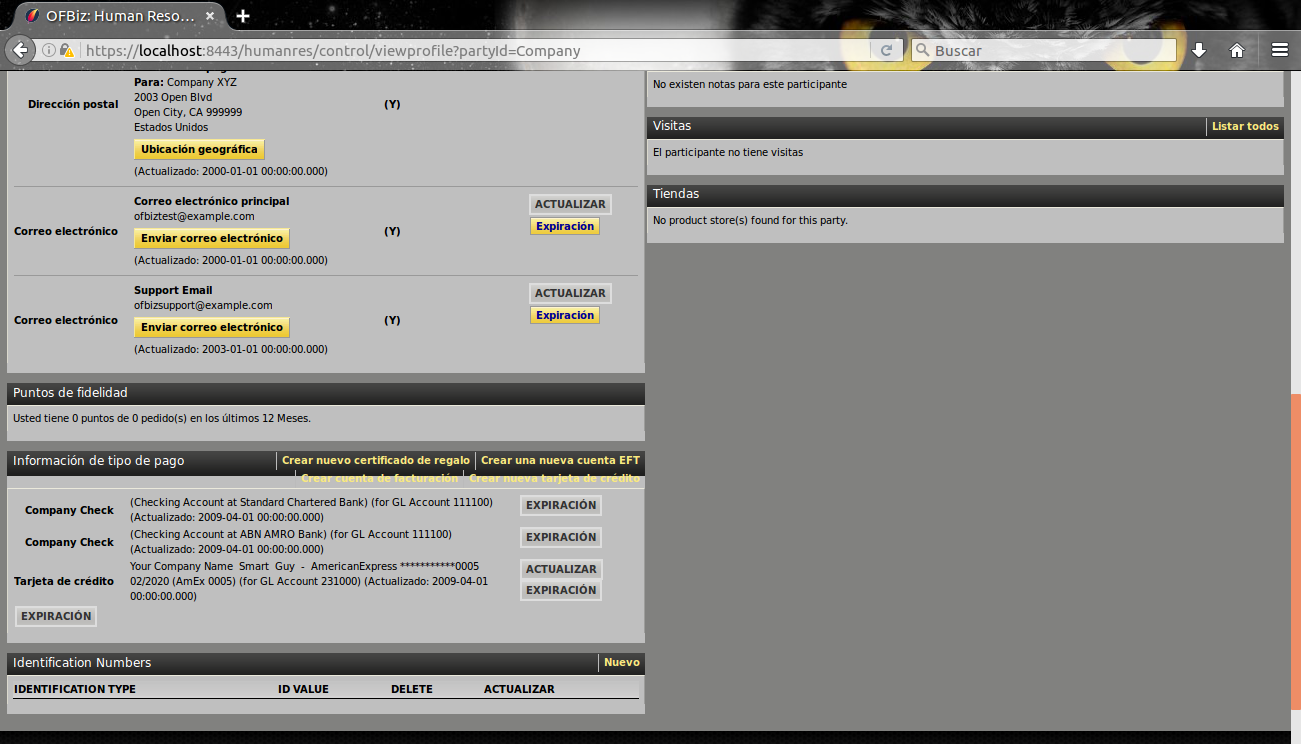 OFBiz: Human Reso...
https://localhost:8443/humanres/control/viewprofile?partyId=Company
Buscar
Para: Company XYZ
Dirección postal
2003 Open Blvd
(Y)
Open City, CA 999999
Estados Unidos
Ubicación geográfica
(Actualizado: 2000-01-01 00:00:00.000)
Correo electrónico principal
ofbiztest@example.com
Correo electrónico
Enviar correo electrónico
(Y)
ACTUALIZAR
Expiración
(Actualizado: 2000-01-01 00:00:00.000)
Support Email
ofbizsupport@example.com
Correo electrónico
Enviar correo electrónico
(Y)
ACTUALIZAR
Expiración
(Actualizado: 2003-01-01 00:00:00.000)
Puntos de fidelidad
Usted tiene 0 puntos de 0 pedido(s) en los últimos 12 Meses.
Información de tipo de pago
Crear nuevo certificado de regalo
Crear una nueva cuenta EFT
Crear cuenta de facturación
Crear nueva tarjeta de crédito
Company Check
(Checking Account at Standard Chartered Bank) (for GL Account 111100)
(Actualizado: 2009-04-01 00:00:00.000)
EXPIRACIÓN
Company Check
(Checking Account at ABN AMRO Bank) (for GL Account 111100)
(Actualizado: 2009-04-01 00:00:00.000)
EXPIRACIÓN
Tarjeta de crédito
Your Company Name Smart Guy - AmericanExpress ***********0005
02/2020 (AmEx 0005) (for GL Account 231000) (Actualizado: 2009-04-01
00:00:00.000)
ACTUALIZAR
EXPIRACIÓN
EXPIRACIÓN
Identification Numbers
Nuevo
IDENTIFICATION TYPE
ID VALUE
DELETE
ACTUALIZAR
No existen notas para este participante
Visitas
Listar todos
El participante no tiene visitas
Tiendas
No product store(s) found for this party.